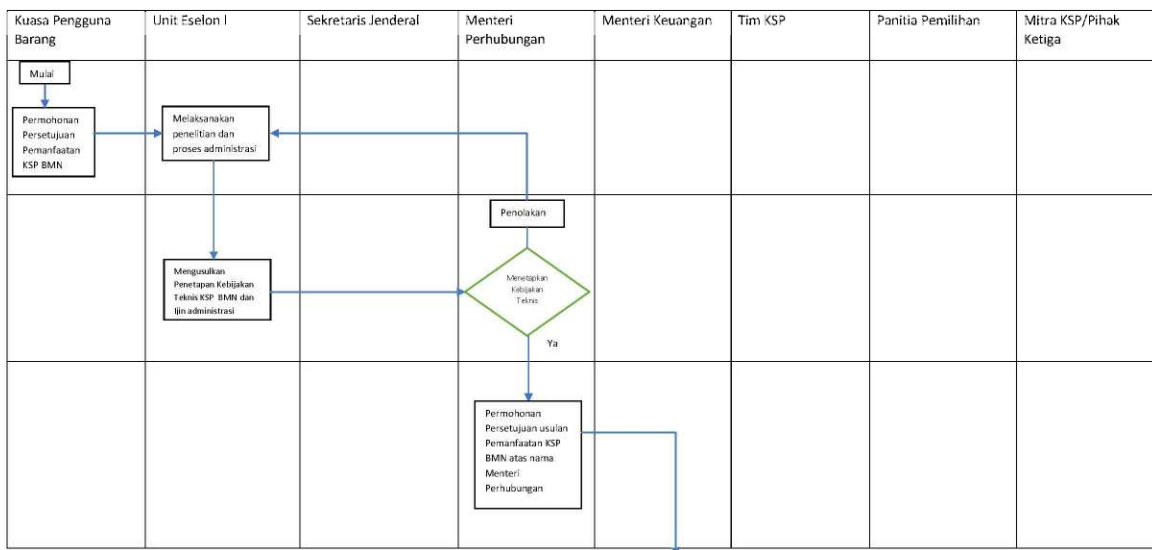 Kuasa Pengguna
Barang
Unit Eselon I
Sekretaris Jenderal
Menteri
Perhubungan
Menteri Keuangan
Tim KSP
Panitia Pemilihan
Mitra KSP/Pihak
Ketiga
Mulai
Permohonan
Persetujuan
Pemanfaatan
KSP BMN
Melaksanakan
penelitian dan
proses administrasi
Penolakan
Mengusulkan
Penetapan Kebijakan
Teknis KSP BMN dan
Ijin administrasi
Menetapkan
Kebijakan
Teknis
Ya
Permohonan
Persetujuan usulan
Pemanfaatan KSP
BMN atas nama
Menteri
Perhubungan